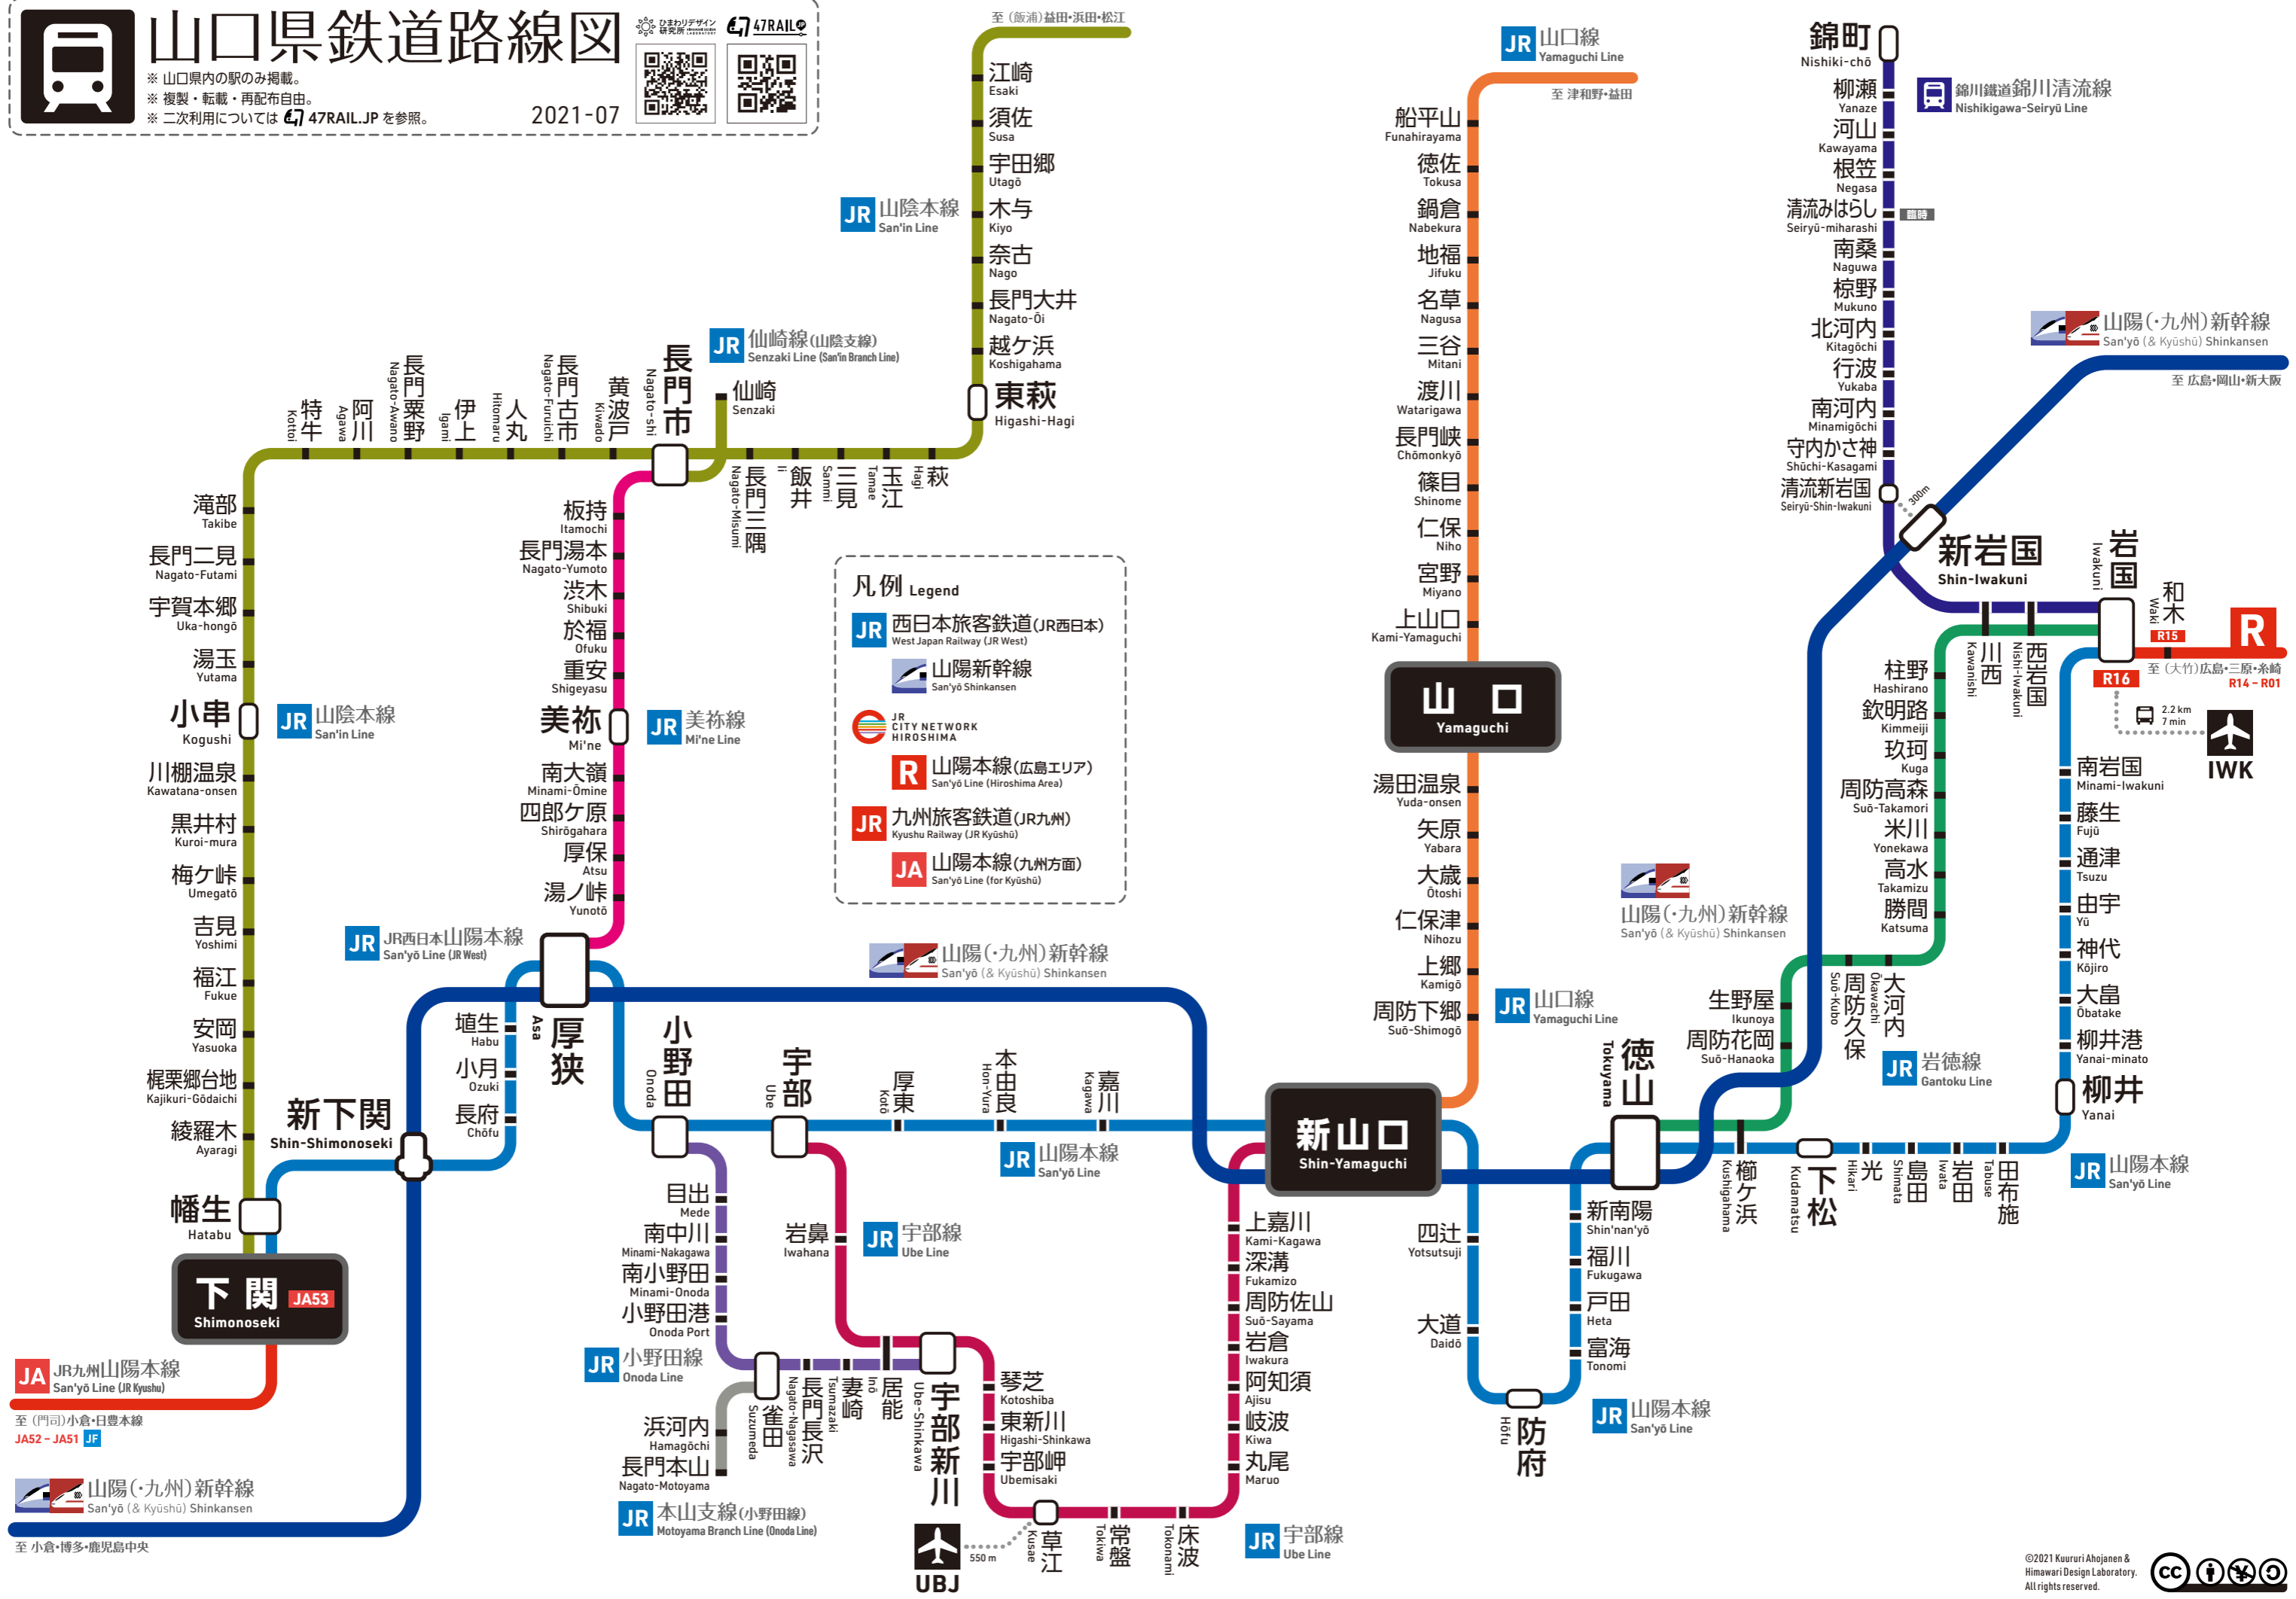 山口県鉄道路線図
ひまわりデザイン
研究所
47RAIL.JP
※ 山口県内の駅のみ掲載。
※ 複製・転載・再配布自由。
※ 二次利用については 47RAIL.JP を参照。
2021-07
至 (飯浦)益田・浜田・松江
江崎
Esaki
須佐
Susa
宇田郷
Utagō
JR 山陰本線
San'in Line
木与
Kiyo
奈古
Nago
長門大井
Nagato-Ōi
越ケ浜
Koshigahama
東萩
Higashi-Hagi
萩
Hagi
玉江
Tamae
三見
Sammi
飯井
Ii
長門三隅
Nagato-Misumi
JR 仙崎線(山陰支線)
Senzaki Line (San'in Branch Line)
仙崎
Senzaki
長門市
Nagato-shi
黄波戸
Kiwado
長門古市
Nagato-Furuichi
人丸
Hitomaru
伊上
Igami
長門粟野
Nagato-Awano
阿川
Agawa
特牛
Kottoi
滝部
Takibe
長門二見
Nagato-Futami
宇賀本郷
Uka-hongō
湯玉
Yutama
小串
Kogushi
JR 山陰本線
San'in Line
川棚温泉
Kawatana-onsen
黒井村
Kuroi-mura
梅ケ峠
Umegatō
吉見
Yoshimi
福江
Fukue
安岡
Yasuoka
梶栗郷台地
Kajikuri-Gōdaichi
綾羅木
Ayaragi
幡生
Hatabu
下関 JA53
Shimonoseki
JA JR九州山陽本線
San'yō Line (JR Kyushu)
至 (門司)小倉・日豊本線
JA52 – JA51 JF
山陽(・九州)新幹線
San'yō (& Kyūshū) Shinkansen
至 小倉・博多・鹿児島中央
板持
Itamochi
長門湯本
Nagato-Yumoto
渋木
Shibuki
於福
Ofuku
重安
Shigeyasu
美祢
Mi'ne
JR 美祢線
Mi'ne Line
南大嶺
Minami-Ōmine
四郎ケ原
Shirōgahara
厚保
Atsu
湯ノ峠
Yunotō
JR JR西日本山陽本線
San'yō Line (JR West)
厚狭
Asa
埴生
Habu
小月
Ozuki
長府
Chōfu
新下関
Shin-Shimonoseki
凡例 Legend
JR 西日本旅客鉄道(JR西日本)
West Japan Railway (JR West)
山陽新幹線
San'yō Shinkansen
JR
CITY NETWORK
HIROSHIMA
R 山陽本線(広島エリア)
San'yō Line (Hiroshima Area)
JR 九州旅客鉄道(JR九州)
Kyushu Railway (JR Kyūshū)
JA 山陽本線(九州方面)
San'yō Line (for Kyūshū)
山陽(・九州)新幹線
San'yō (& Kyūshū) Shinkansen
小野田
Onoda
宇部
Ube
厚東
Kotō
本由良
Hon-Yura
嘉川
Kagawa
JR 山陽本線
San'yō Line
新山口
Shin-Yamaguchi
目出
Mede
南中川
Minami-Nakagawa
南小野田
Minami-Onoda
小野田港
Onoda Port
JR 小野田線
Onoda Line
雀田
Suzumeda
長門長沢
Nagato-Nagasawa
妻崎
Tsumazaki
居能
Inō
浜河内
Hamagōchi
長門本山
Nagato-Motoyama
JR 本山支線(小野田線)
Motoyama Branch Line (Onoda Line)
岩鼻
Iwahana
JR 宇部線
Ube Line
宇部新川
Ube-Shinkawa
琴芝
Kotoshiba
東新川
Higashi-Shinkawa
宇部岬
Ubemisaki
UBJ
550 m
草江
Kusae
常盤
Tokiwa
床波
Tokonami
JR 宇部線
Ube Line
上嘉川
Kami-Kagawa
深溝
Fukamizo
周防佐山
Suō-Sayama
岩倉
Iwakura
阿知須
Ajisu
岐波
Kiwa
丸尾
Maruo
JR 山口線
Yamaguchi Line
至 津和野・益田
船平山
Funahirayama
徳佐
Tokusa
鍋倉
Nabekura
地福
Jifuku
名草
Nagusa
三谷
Mitani
渡川
Watarigawa
長門峡
Chōmonkyō
篠目
Shinome
仁保
Niho
宮野
Miyano
上山口
Kami-Yamaguchi
山口
Yamaguchi
湯田温泉
Yuda-onsen
矢原
Yabara
大歳
Ōtoshi
仁保津
Nihozu
上郷
Kamigō
周防下郷
Suō-Shimogō
JR 山口線
Yamaguchi Line
四辻
Yotsutsuji
大道
Daidō
防府
Hōfu
新南陽
Shin'nan'yō
福川
Fukugawa
戸田
Heta
富海
Tonomi
JR 山陽本線
San'yō Line
徳山
Tokuyama
櫛ケ浜
Kushigahama
下松
Kudamatsu
光
Hikari
島田
Shimata
岩田
Iwata
田布施
Tabuse
JR 山陽本線
San'yō Line
錦町
Nishiki-chō
錦川鐵道錦川清流線
Nishikigawa-Seiryū Line
柳瀬
Yanaze
河山
Kawayama
根笠
Negasa
清流みはらし
Seiryū-miharashi
臨時
南桑
Naguwa
椋野
Mukuno
北河内
Kitagōchi
行波
Yukaba
南河内
Minamigōchi
守内かさ神
Shūchi-Kasagami
清流新岩国
Seiryū-Shin-Iwakuni
300m
新岩国
Shin-Iwakuni
山陽(・九州)新幹線
San'yō (& Kyūshū) Shinkansen
至 広島・岡山・新大阪
岩国
Iwakuni
R16
和木
Waki
R15
R
至 (大竹)広島・三原・糸崎
R14 – R01
2.2 km
7 min
IWK
川西
Kawanishi
西岩国
Nishi-Iwakuni
柱野
Hashirano
欽明路
Kimmeiji
玖珂
Kuga
周防高森
Suō-Takamori
米川
Yonekawa
高水
Takamizu
勝間
Katsuma
大河内
Ōkawachi
周防久保
Suō-Kubo
生野屋
Ikunoya
周防花岡
Suō-Hanaoka
JR 岩徳線
Gantoku Line
山陽(・九州)新幹線
San'yō (& Kyūshū) Shinkansen
南岩国
Minami-Iwakuni
藤生
Fujū
通津
Tsuzu
由宇
Yū
神代
Kōjiro
大畠
Ōbatake
柳井港
Yanai-minato
柳井
Yanai
©2021 Kuururi Ahojanen &
Himawari Design Laboratory.
All rights reserved.
cc